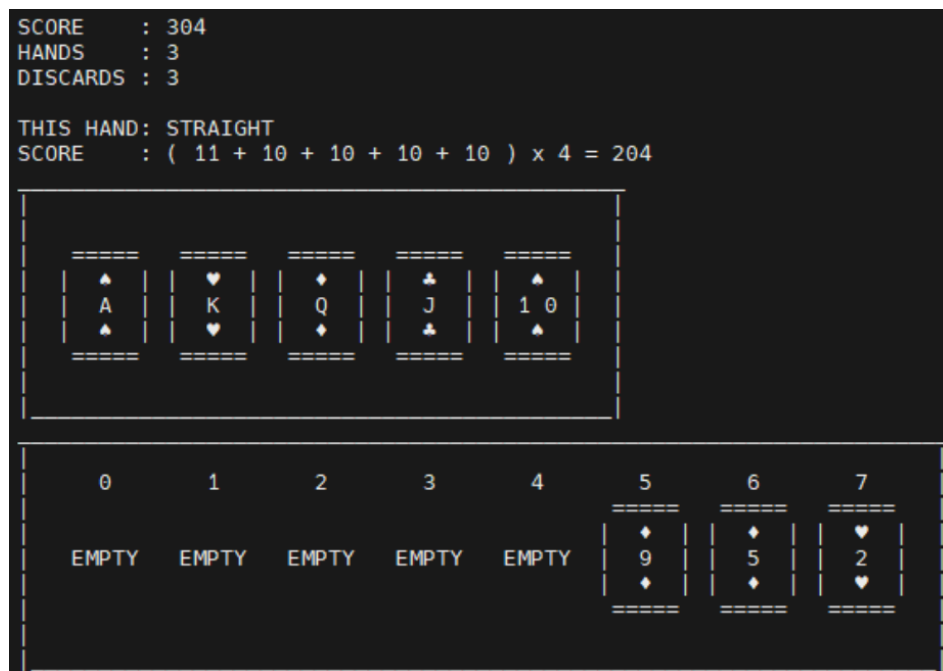 SCORE    : 304
HANDS    : 3
DISCARDS : 3
THIS HAND: STRAIGHT
SCORE    : ( 11 + 10 + 10 + 10 + 10 ) x 4 = 204
===== ===== ===== ===== =====
| ♠ | | ♥ | | ♦ | | ♣ | | ♠ |
| A | | K | | Q | | J | | 1 0 |
| ♠ | | ♥ | | ♦ | | ♣ | | ♠ |
===== ===== ===== ===== =====
0 1 2 3 4 5 6 7
===== ===== =====
| ♦ | | ♦ | | ♥ |
EMPTY EMPTY EMPTY EMPTY EMPTY | 9 | | 5 | | 2 |
| ♦ | | ♦ | | ♥ |
===== ===== =====